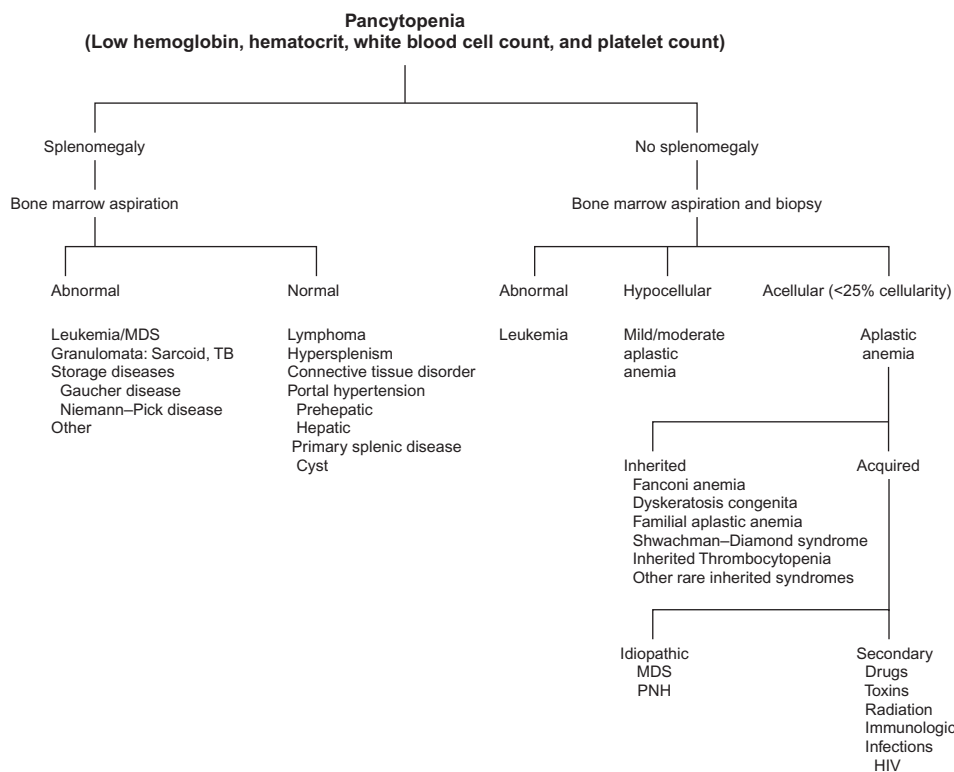 Pancytopenia
(Low hemoglobin, hematocrit, white blood cell count, and platelet count)
Splenomegaly
Bone marrow aspiration
Abnormal
Leukemia/MDS
Granulomata: Sarcoid, TB
Storage diseases
Gaucher disease
Niemann–Pick disease
Other
Normal
Lymphoma
Hypersplenism
Connective tissue disorder
Portal hypertension
Prehepatic
Hepatic
Primary splenic disease
Cyst
No splenomegaly
Bone marrow aspiration and biopsy
Abnormal
Leukemia
Hypocellular
Mild/moderate
aplastic
anemia
Acellular (<25% cellularity)
Aplastic
anemia
Inherited
Fanconi anemia
Dyskeratosis congenita
Familial aplastic anemia
Shwachman–Diamond syndrome
Inherited Thrombocytopenia
Other rare inherited syndromes
Acquired
Idiopathic
MDS
PNH
Secondary
Drugs
Toxins
Radiation
Immunologic
Infections
HIV